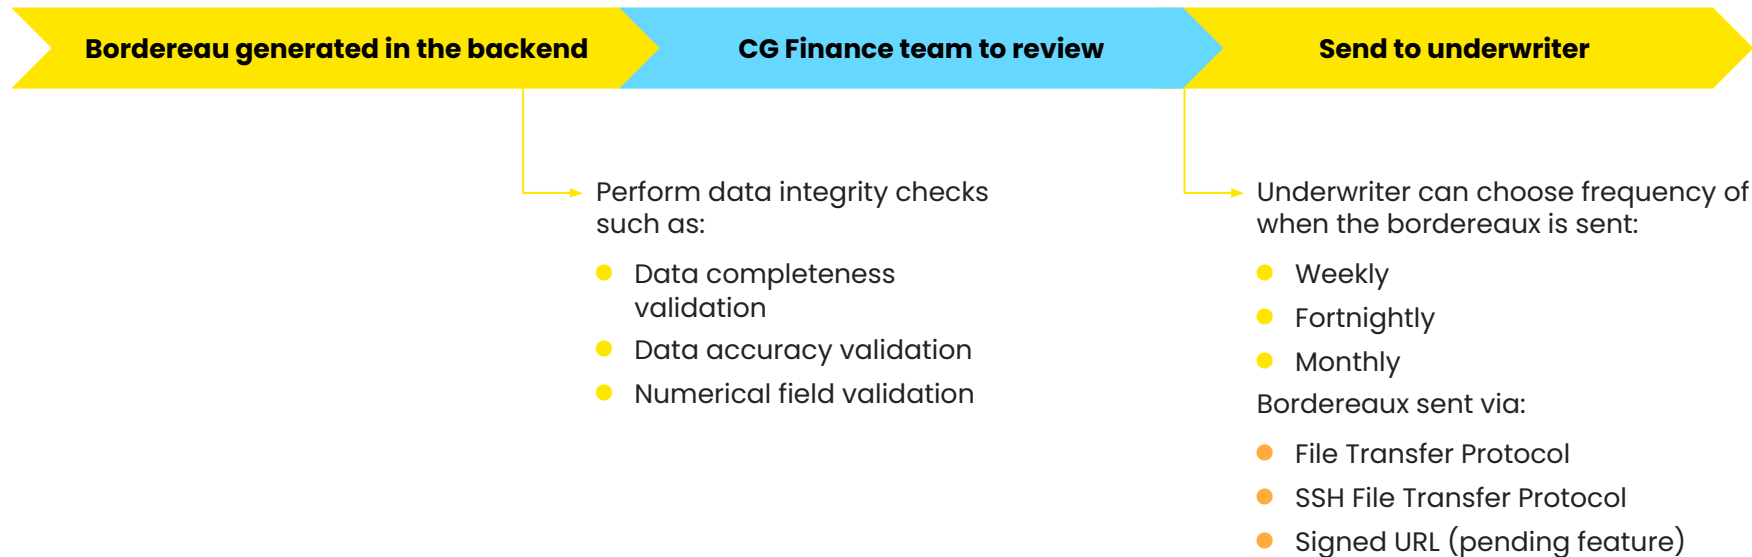 Bordereau generated in the backend
CG Finance team to review
Send to underwriter
Perform data integrity checks
such as:
Data completeness
validation
Data accuracy validation
Numerical field validation
Underwriter can choose frequency of
when the bordereaux is sent:
Weekly
Fortnightly
Monthly
Bordereaux sent via:
File Transfer Protocol
SSH File Transfer Protocol
Signed URL (pending feature)